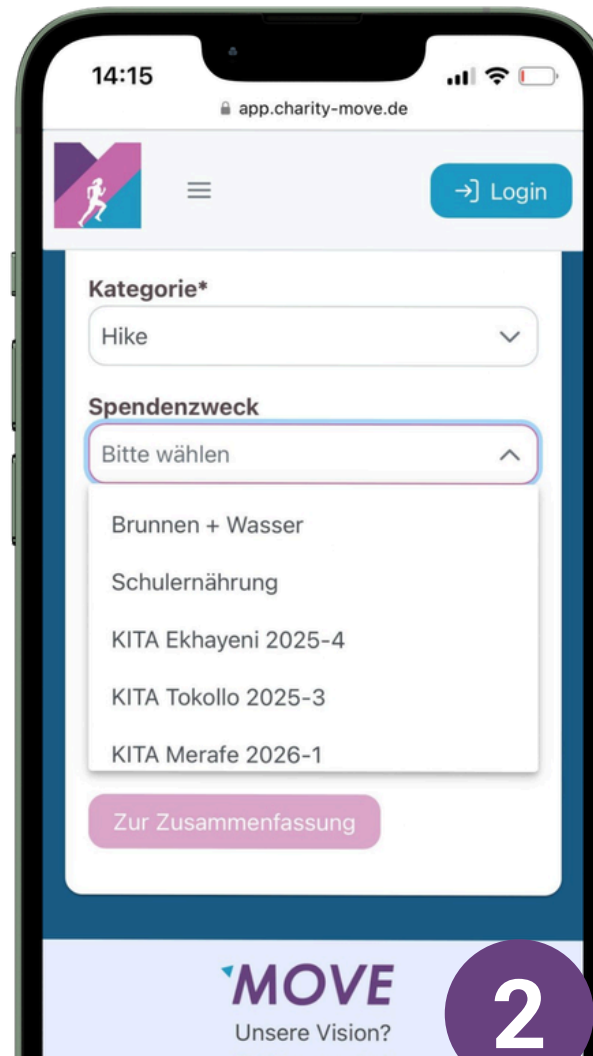 14:15
app.charity-move.de
Login
Kategorie*
Hike
Spendenzweck
Bitte wählen
Brunnen + Wasser
Schulernährung
KITA Ekhayeni 2025-4
KITA Tokollo 2025-3
KITA Merafe 2026-1
Zur Zusammenfassung
MOVE
Unsere Vision?
2